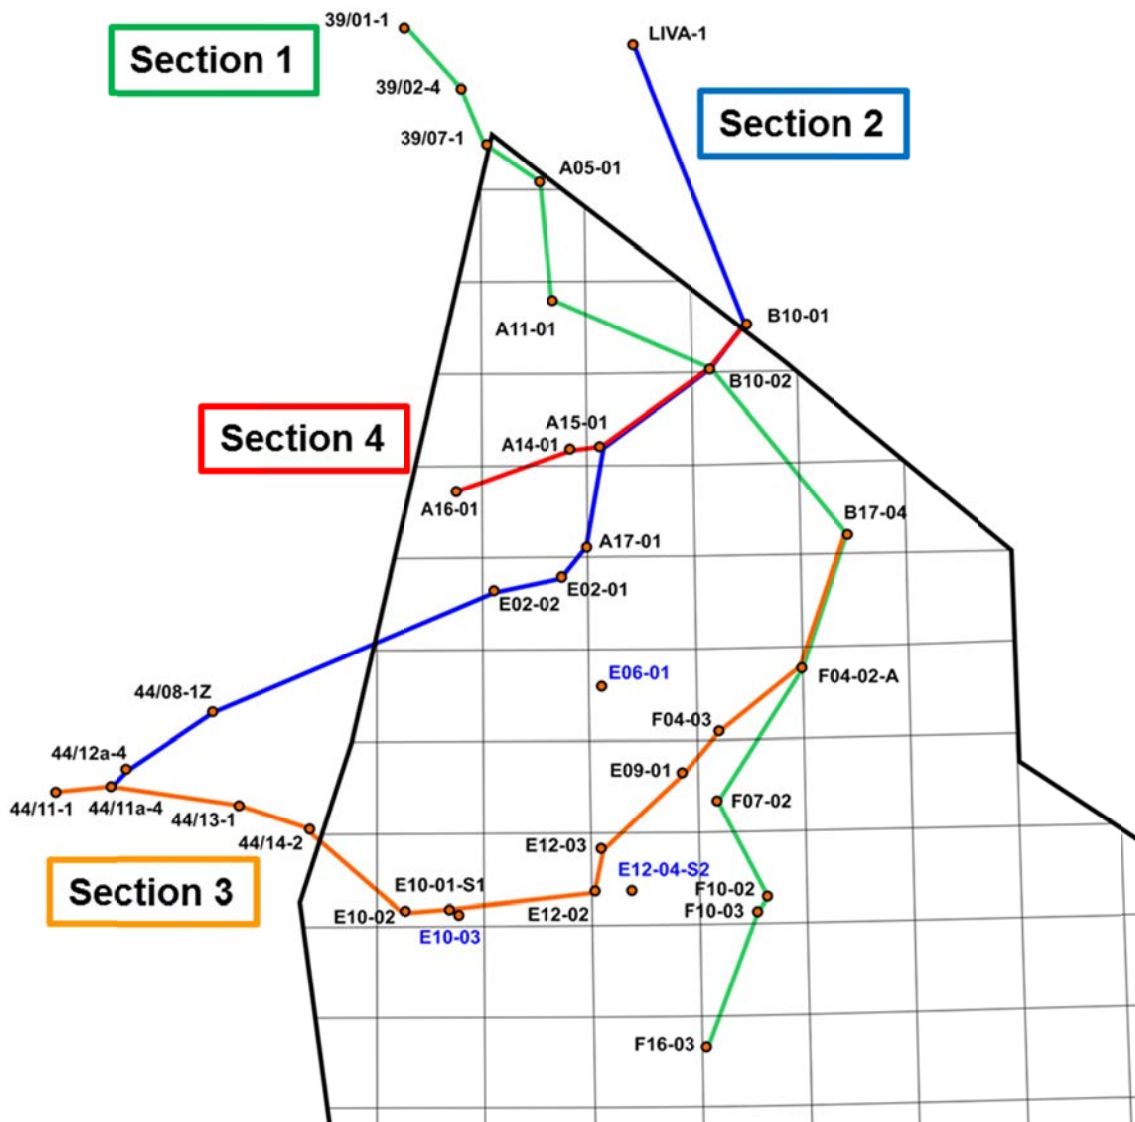 39/01-1
LIVA-1
Section 1
39/02-4
Section 2
39/07-1
A05-01
B10-01
A11-01
B10-02
A15-01
Section 4
A14-01
A16-01
B17-04
A17-01
E02-01
E02-02
E06-01
F04-02-A
44/08-1Z
F04-03
44/12a-4
E09-01
F07-02
44/11-1
44/11a-4
44/13-1
44/14-2
E12-03
E12-04-S2
Section 3
E10-01-S1
F10-02
F10-03
E10-02
E12-02
E10-03
F16-03